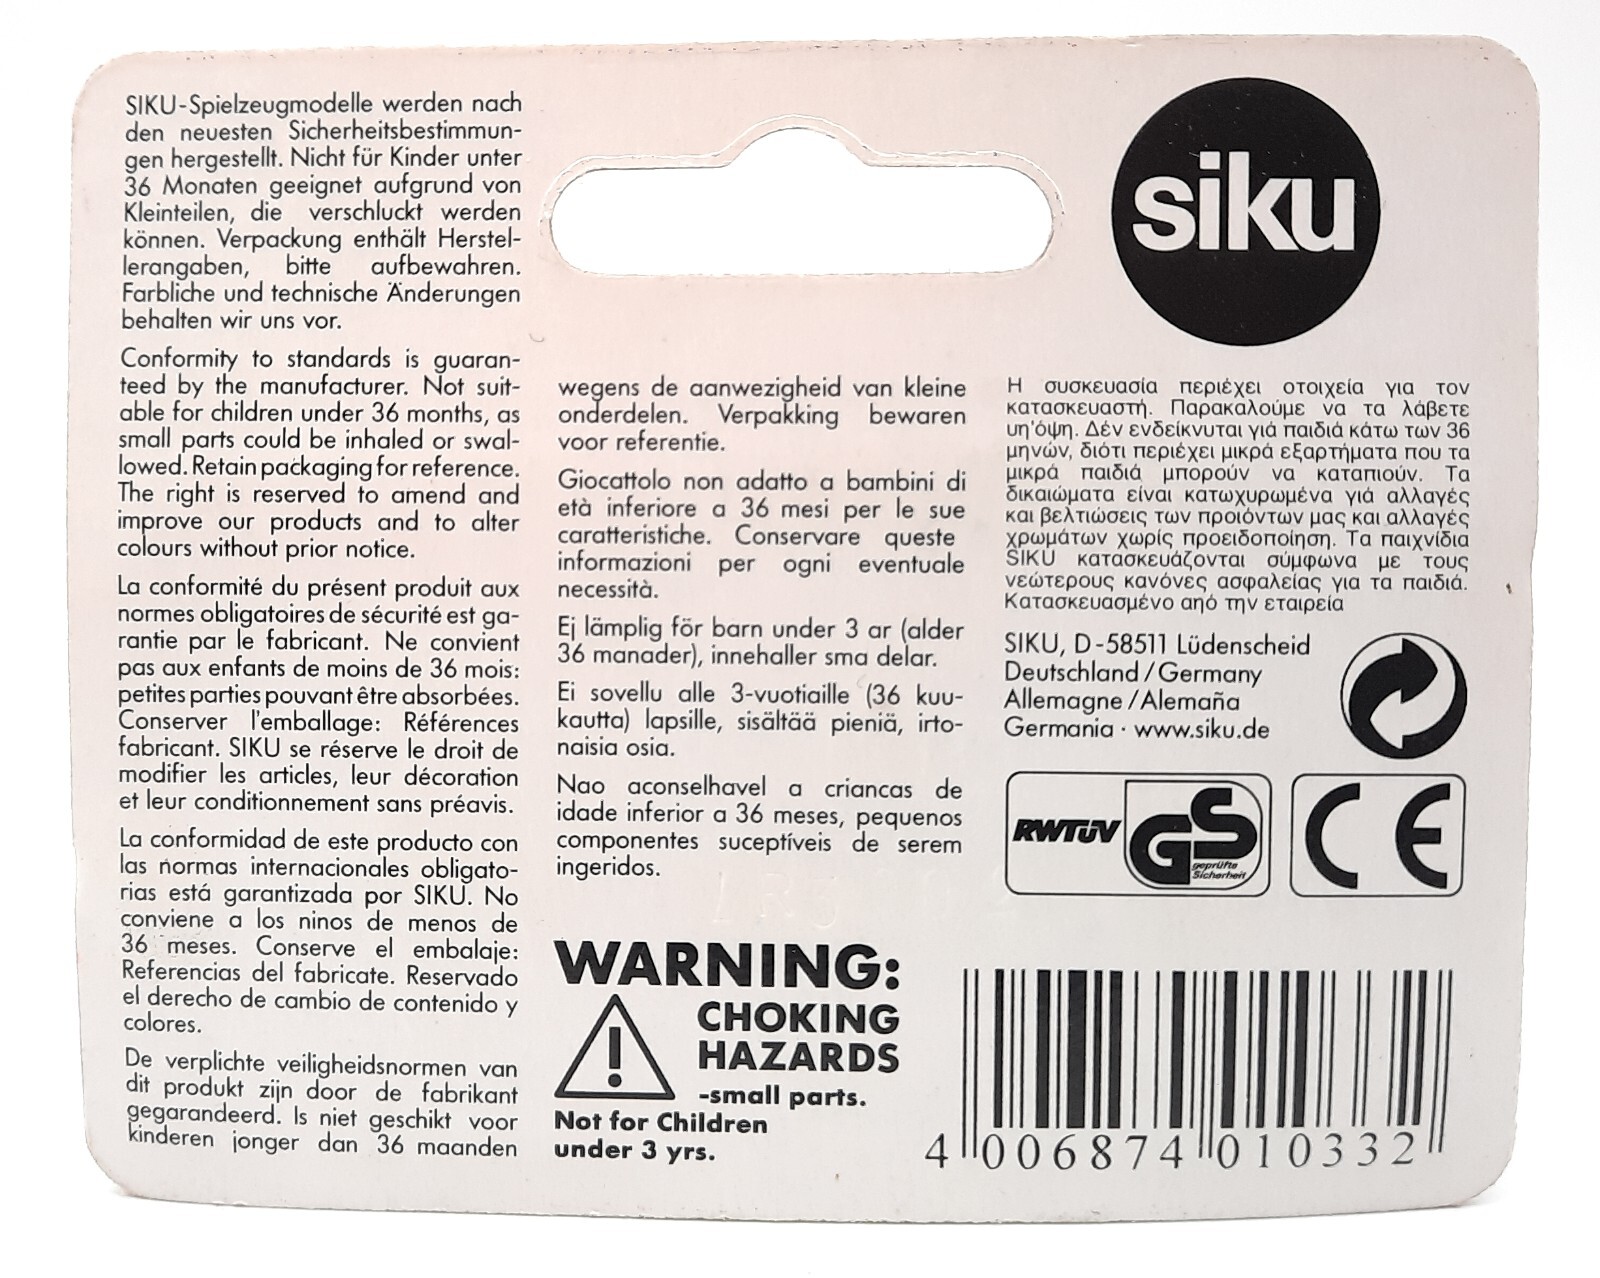 SIKU-Spielzeugmodelle werden nach
den neuesten Sicherheitsbestimmun-
gen hergestellt. Nicht für Kinder unter
36 Monaten geeignet aufgrund von
Kleinteilen, die verschluckt werden
können. Verpackung enthält Herstel-
lerangaben, bitte aufbewahren.
Farbliche und technische Änderungen
behalten wir uns vor.
Conformity to standards is guaran-
teed by the manufacturer. Not suit-
able for children under 36 months, as
small parts could be inhaled or swal-
lowed. Retain packaging for reference.
The right is reserved to amend and
improve our products and to alter
colours without prior notice.
La conformité du présent produit aux
normes obligatoires de sécurité est ga-
rantie par le fabricant. Ne convient
pas aux enfants de moins de 36 mois:
petites parties pouvant être absorbées.
Conserver l'emballage: Références
fabricant. SIKU se réserve le droit de
modifier les articles, leur décoration
et leur conditionnement sans préavis.
La conformidad de este producto con
las normas internacionales obligato-
rias está garantizada por SIKU. No
conviene a los ninos de menos de
36 meses. Conserve el embalaje:
Referencias del fabricate. Reservado
el derecho de cambio de contenido y
colores.
De verplichte veiligheidsnormen van
dit produkt zijn door de fabrikant
gegarandeerd. Is niet geschikt voor
kinderen jonger dan 36 maanden
wegens de aanwezigheid van kleine
onderdelen. Verpakking bewaren
voor referentie.
Giocattolo non adatto a bambini di
età inferiore a 36 mesi per le sue
caratteristiche. Conservare queste
informazioni per ogni eventuale
necessità.
Ej lämplig för barn under 3 ar (alder
36 manader), innehaller sma delar.
Ei sovellu alle 3-vuotiaille (36 kuu-
kautta) lapsille, sisältää pieniä, irto-
naisia osia.
Nao aconselhavel a criancas de
idade inferior a 36 meses, pequenos
componentes suceptíveis de serem
ingeridos.
WARNING:
CHOKING
HAZARDS
-small parts.
Not for Children
under 3 yrs.
siku
Η συσκευασία περιέχει οτοιχεία για τον
κατασκευαστή. Παρακαλούμε να τα λάβετε
υη'όψη. Δέν ενδείκνυται γιά παιδιά κάτω των 36
μηνών, διότι περιέχει μικρά εξαρτήματα που τα
μικρά παιδιά μπορούν να καταπιούν. Τα
δικαιώματα είναι κατωχυρωμένα γιά αλλαγές
και βελτιώσεις των προιόντων μας και αλλαγές
χρωμάτων χωρίς προειδοποίηση. Τα παιχνίδια
SIKU κατασκευάζονται σύμφωνα με τους
νεώτερους κανόνες ασφαλείας για τα παιδιά.
Κατασκευασμένο αηό την εταιρεία
SIKU, D-58511 Lüdenscheid
Deutschland/Germany
Allemagne/Alemaña
Germania · www.siku.de
RWTÜV GS
geprüfte
Sicherheit
CE
4 006874 010332